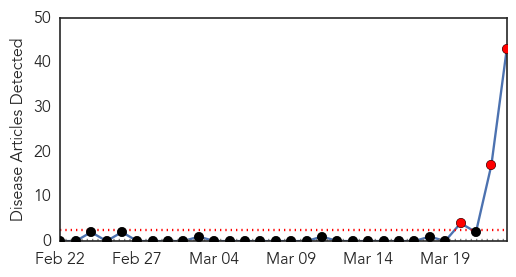 Disease Articles Detected
50
40
30
20
10
0
Feb 22
Feb 27
Mar 04
Mar 09
Mar 14
Mar 19